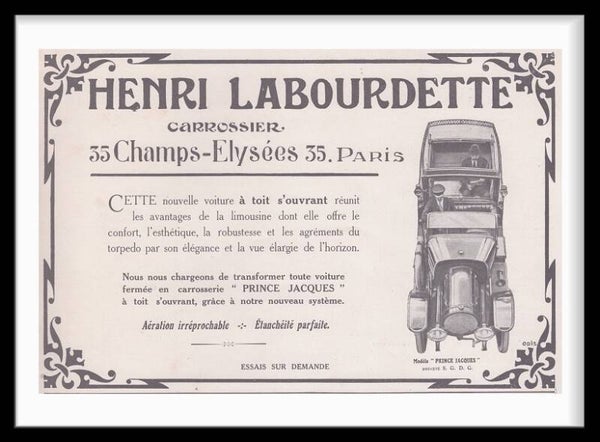 HENRI LABOURDETTE
CARROSSIER.
35 Champs-Elysées 35. PARIS
CETTE nouvelle voiture à toit s'ouvrant réunit
les avantages de la limousine dont elle offre le
confort, l'esthétique, la robustesse et les agréments du
torpedo par son élégance et la vue élargie de l'horizon.
Nous nous chargeons de transformer toute voiture
fermée en carrosserie " PRINCE JACQUES "
à toit s'ouvrant, grâce à notre nouveau système.
Aération irréprochable -:- Étanchéité parfaite.
ESSAIS SUR DEMANDE
Modèle " PRINCE JACQUES "
BREVETÉ S. G. D. G.